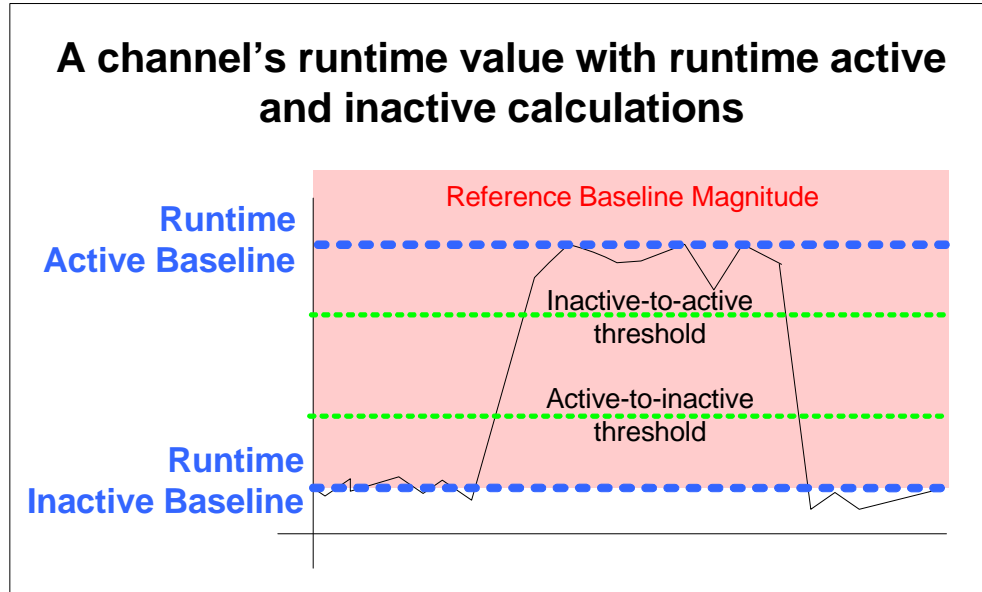 A channel’s runtime value with runtime active
and inactive calculations
Reference Baseline Magnitude
Runtime
Active Baseline
Inactive-to-active
threshold
Active-to-inactive
threshold
Runtime
Inactive Baseline